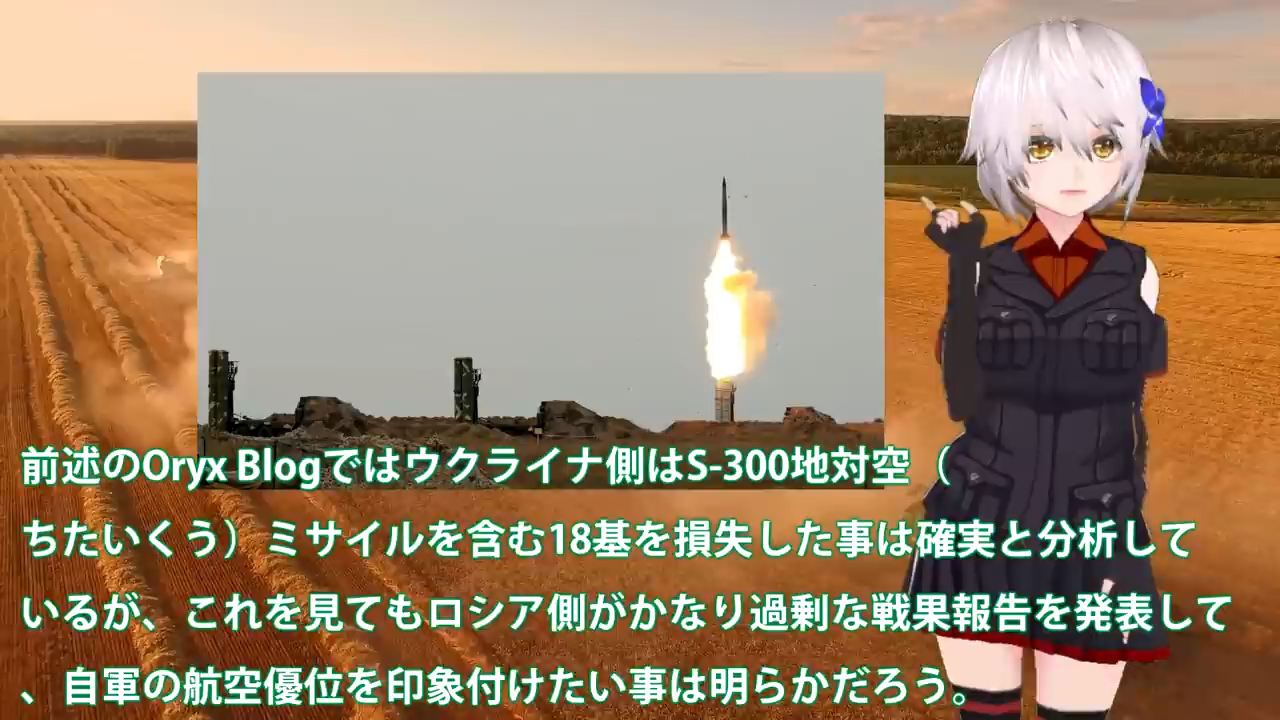 前述のOryx Blogではウクライナ側はS-300地対空（
ちたいくう）ミサイルを含む18基を損失した事は確実と分析して
いるが、これを見てもロシア側がかなり過剰な戦果報告を発表して
、自軍の航空優位を印象付けたい事は明らかだろう。